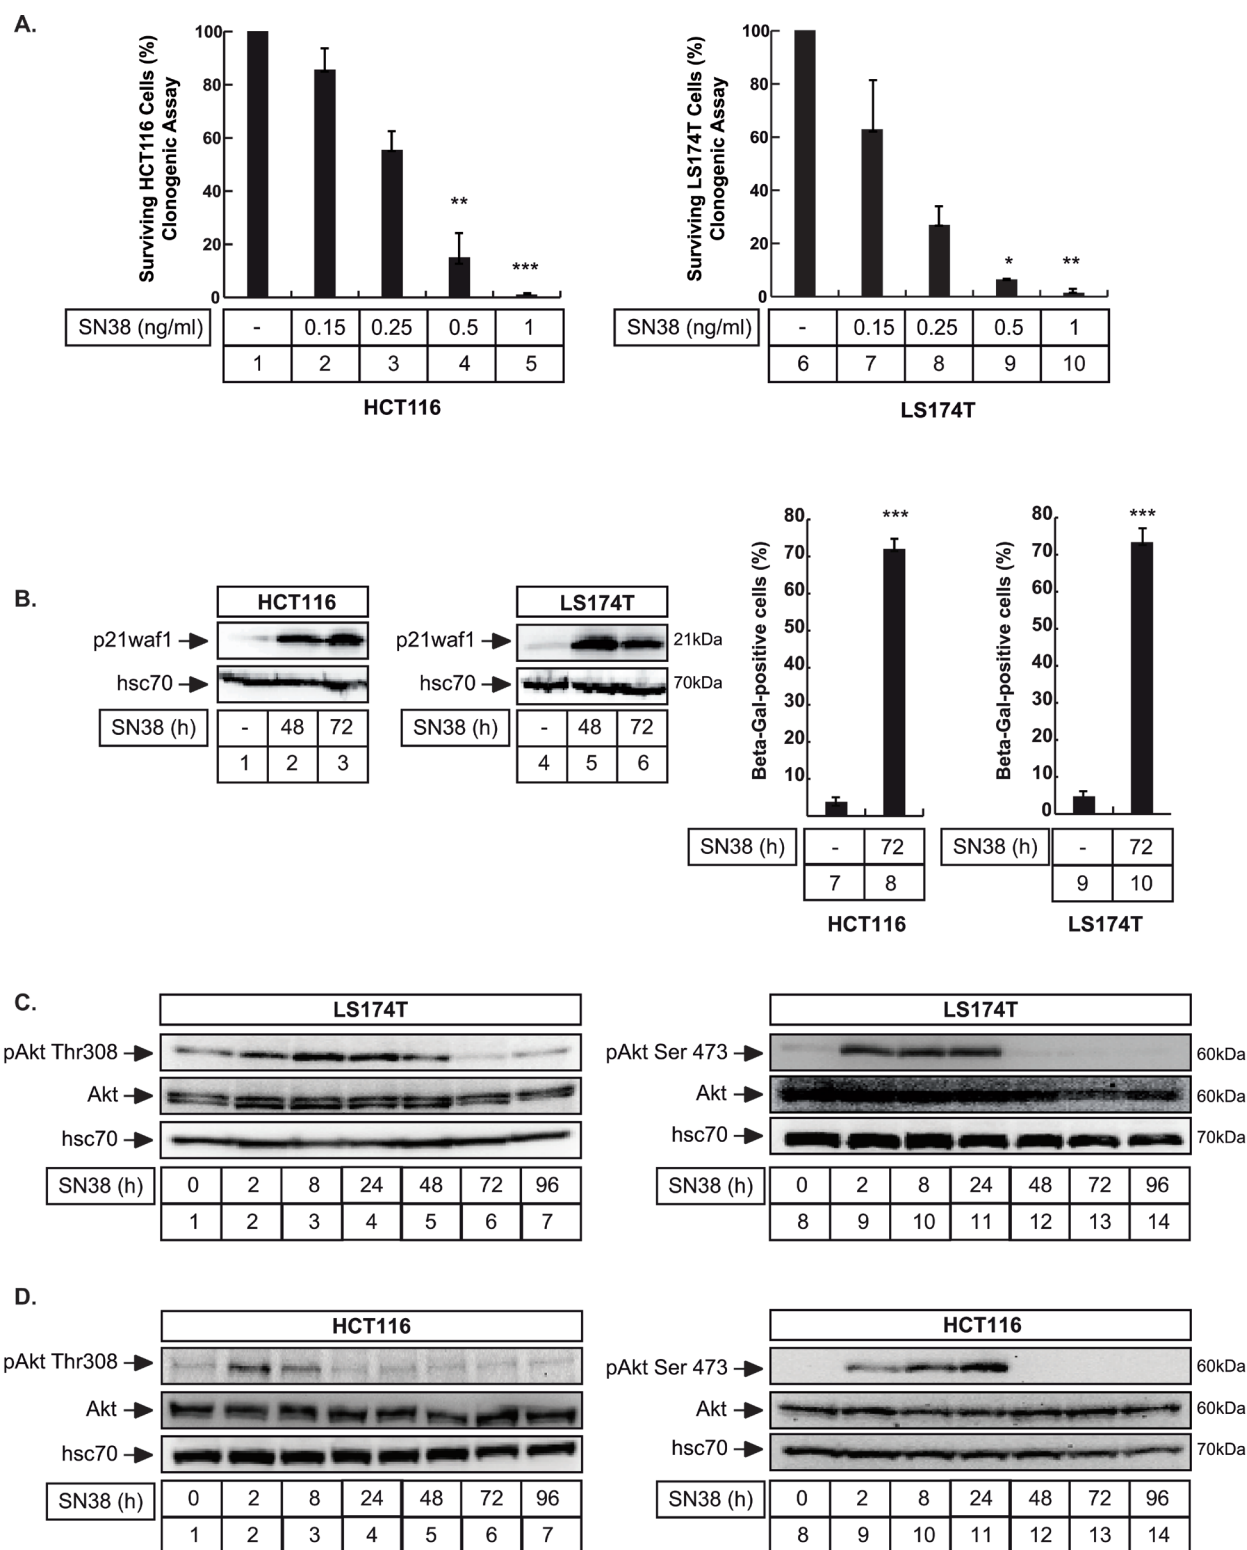 A.
Surviving HCT116 Cells (%)
Clonogenic Assay
100
80
60
40
20
0
**
***
SN38 (ng/ml)
- 0.15 0.25 0.5 1
1 2 3 4 5
HCT116
Surviving LS174T Cells (%)
Clonogenic Assay
100
80
60
40
20
0
*
**
SN38 (ng/ml)
- 0.15 0.25 0.5 1
6 7 8 9 10
LS174T
B.
HCT116
p21waf1
hsc70
SN38 (h)
- 48 72
1 2 3
LS174T
p21waf1
21kDa
hsc70
70kDa
SN38 (h)
- 48 72
4 5 6
Beta-Gal-positive cells (%)
80
70
60
50
40
30
20
10
***
SN38 (h)
- 72
7 8
HCT116
Beta-Gal-positive cells (%)
80
70
60
50
40
30
20
10
0
***
SN38 (h)
- 72
9 10
LS174T
C.
LS174T
pAkt Thr308
Akt
hsc70
SN38 (h)
0 2 8 24 48 72 96
1 2 3 4 5 6 7
LS174T
pAkt Ser 473
60kDa
Akt
60kDa
hsc70
70kDa
SN38 (h)
0 2 8 24 48 72 96
8 9 10 11 12 13 14
D.
HCT116
pAkt Thr308
Akt
hsc70
SN38 (h)
0 2 8 24 48 72 96
1 2 3 4 5 6 7
HCT116
pAkt Ser 473
60kDa
Akt
60kDa
hsc70
70kDa
SN38 (h)
0 2 8 24 48 72 96
8 9 10 11 12 13 14